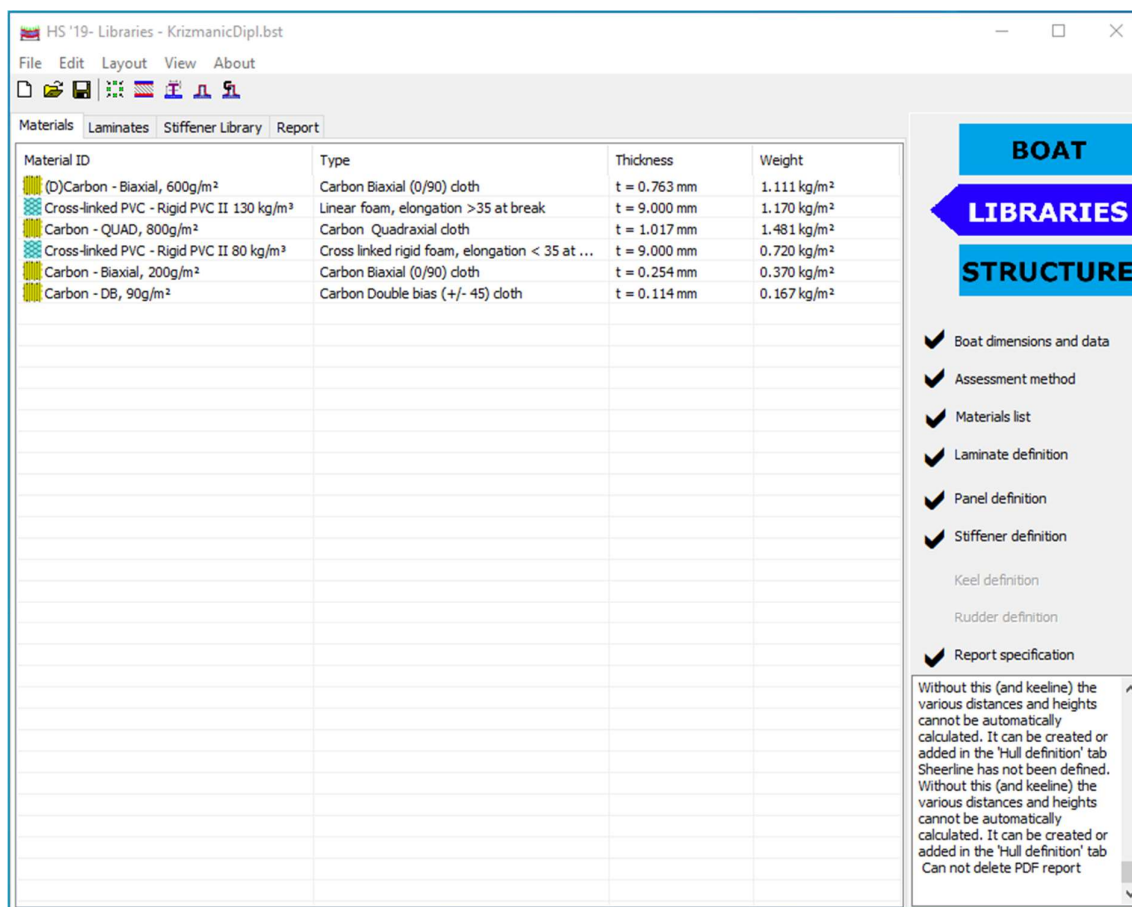 HS '19- Libraries - KrizmanicDipl.bst
File Edit Layout View About
Materials Laminates Stiffener Library Report
Material ID Type Thickness Weight
(D)Carbon - Biaxial, 600g/m² Carbon Biaxial (0/90) cloth t = 0.763 mm 1.111 kg/m²
Cross-linked PVC - Rigid PVC II 130 kg/m³ Linear foam, elongation >35 at break t = 9.000 mm 1.170 kg/m²
Carbon - QUAD, 800g/m² Carbon  Quadraxial cloth t = 1.017 mm 1.481 kg/m²
Cross-linked PVC - Rigid PVC II 80 kg/m³ Cross linked rigid foam, elongation < 35 at ... t = 9.000 mm 0.720 kg/m²
Carbon - Biaxial, 200g/m² Carbon Biaxial (0/90) cloth t = 0.254 mm 0.370 kg/m²
Carbon - DB, 90g/m² Carbon Double bias (+/- 45) cloth t = 0.114 mm 0.167 kg/m²
BOAT
LIBRARIES
STRUCTURE
Boat dimensions and data
Assessment method
Materials list
Laminate definition
Panel definition
Stiffener definition
Keel definition
Rudder definition
Report specification
Without this (and keeline) the
various distances and heights
cannot be automatically
calculated. It can be created or
added in the 'Hull definition' tab
Sheerline has not been defined.
Without this (and keeline) the
various distances and heights
cannot be automatically
calculated. It can be created or
added in the 'Hull definition' tab
Can not delete PDF report